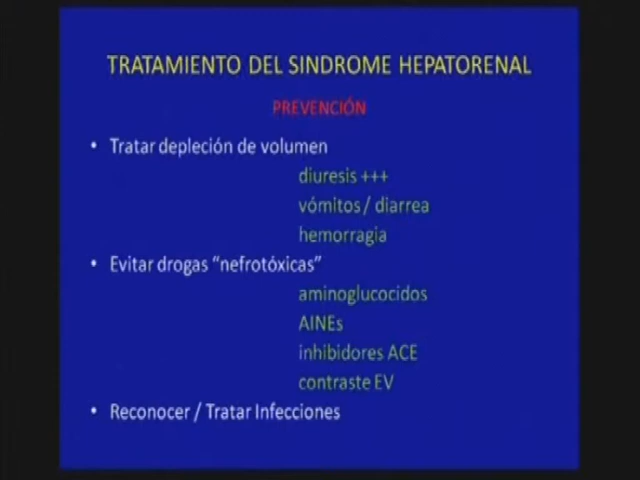 TRATAMIENTO DEL SINDROME HEPATORENAL
PREVENCIÓN
• Tratar depleción de volumen
diuresis +++
vómitos / diarrea
hemorragia
• Evitar drogas “nefrotóxicas”
aminoglucocidos
AINEs
inhibidores ACE
contraste EV
• Reconocer / Tratar Infecciones